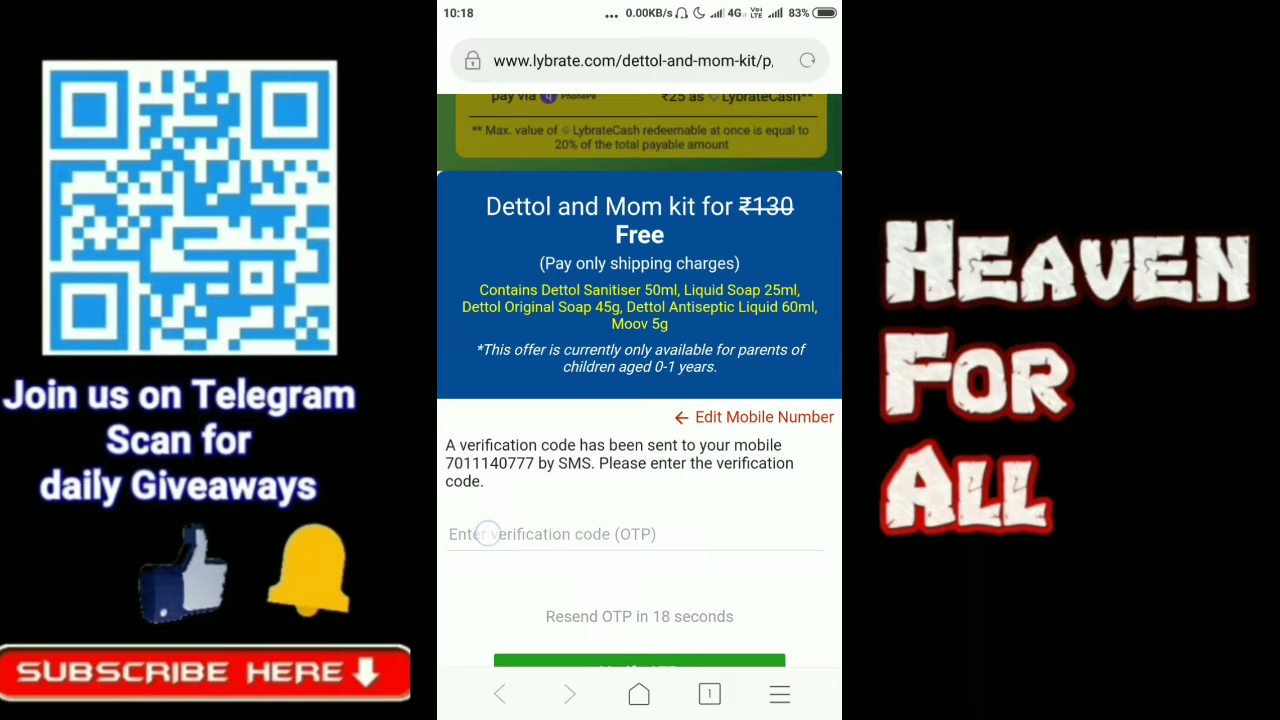 10:18
... 0.00KB/s 4G Vo) LTE 83%
www.lybrate.com/dettol-and-mom-kit/p,
pay via PhonePe ₹25 as LybrateCash**
** Max. value of LybrateCash redeemable at once is equal to
20% of the total payable amount
Dettol and Mom kit for ₹130
Free
(Pay only shipping charges)
Contains Dettol Sanitiser 50ml, Liquid Soap 25ml,
Dettol Original Soap 45g, Dettol Antiseptic Liquid 60ml,
Moov 5g
*This offer is currently only available for parents of
children aged 0-1 years.
← Edit Mobile Number
A verification code has been sent to your mobile
7011140777 by SMS. Please enter the verification
code.
Enter verification code (OTP)
Resend OTP in 18 seconds
1
Join us on Telegram
Scan for
daily Giveaways
SUBSCRIBE HERE
HEAVEN
FOR
ALL